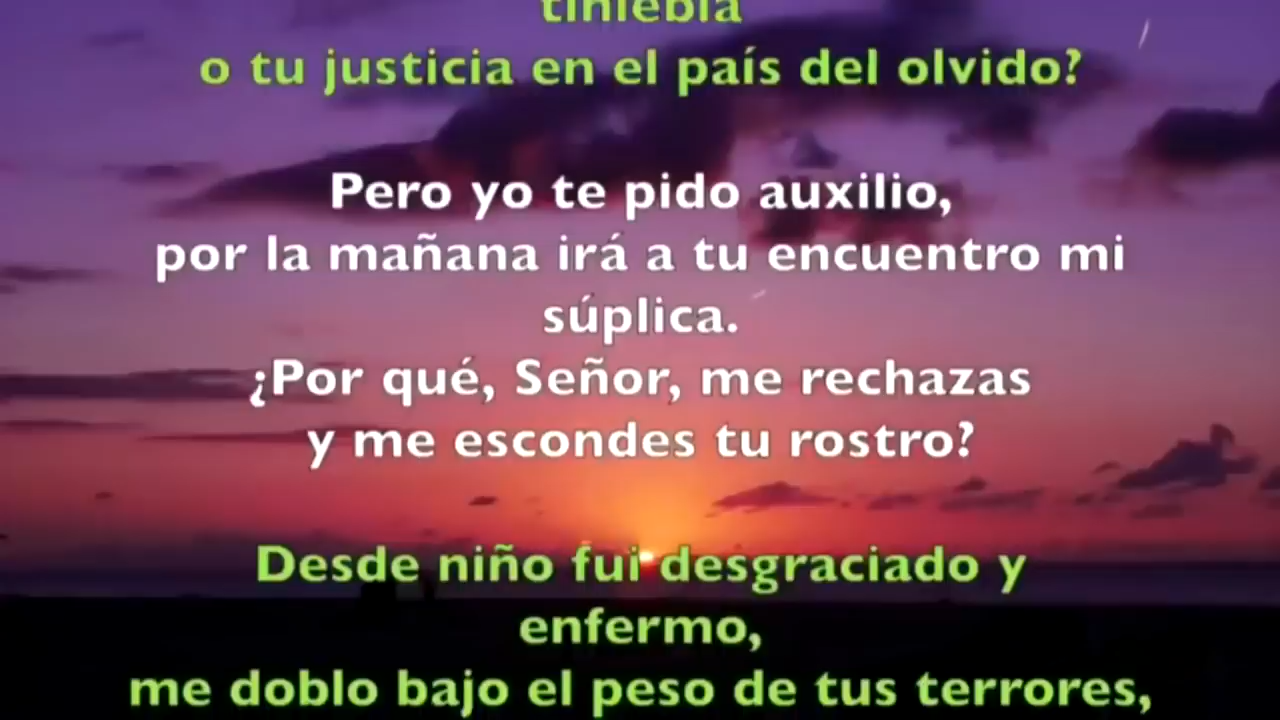 tiniebla
o tu justicia en el país del olvido?
Pero yo te pido auxilio,
por la mañana irá a tu encuentro mi
súplica.
¿Por qué, Señor, me rechazas
y me escondes tu rostro?
Desde niño fui desgraciado y
enfermo,
me doblo bajo el peso de tus terrores,